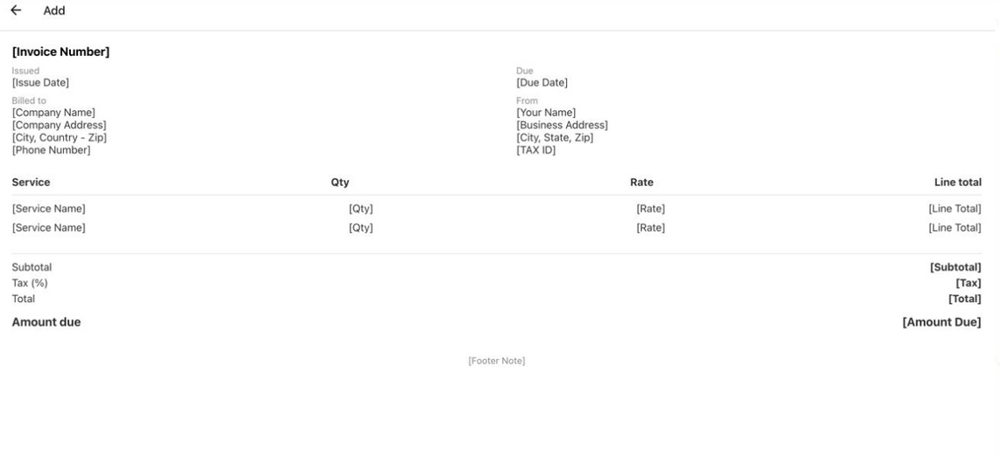 Add
[Invoice Number]
Issued
[Issue Date]
Due
[Due Date]
Billed to
[Company Name]
[Company Address]
[City, Country - Zip]
[Phone Number]
From
[Your Name]
[Business Address]
[City, State, Zip]
[TAX ID]
Service Qty Rate Line total
[Service Name] [Qty] [Rate] [Line Total]
[Service Name] [Qty] [Rate] [Line Total]
Subtotal [Subtotal]
Tax (%) [Tax]
Total [Total]
Amount due [Amount Due]
[Footer Note]